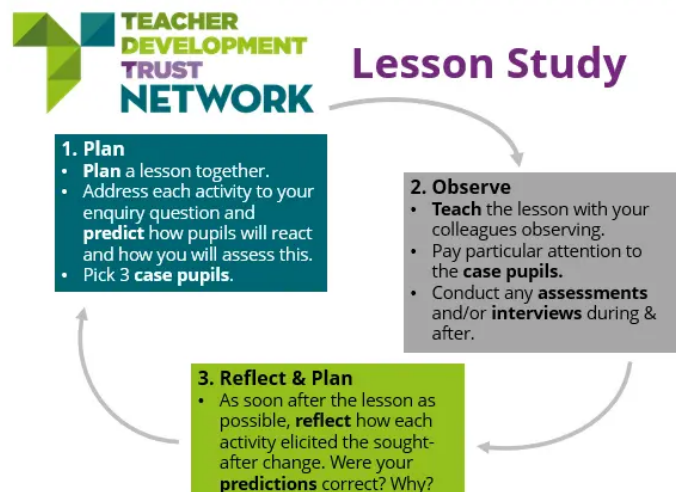 TEACHER
DEVELOPMENT
TRUST
NETWORK
Lesson Study
1. Plan
• Plan a lesson together.
• Address each activity to your
enquiry question and
predict how pupils will react
and how you will assess this.
• Pick 3 case pupils.
2. Observe
• Teach the lesson with your
colleagues observing.
• Pay particular attention to
the case pupils.
• Conduct any assessments
and/or interviews during &
after.
3. Reflect & Plan
• As soon after the lesson as
possible, reflect how each
activity elicited the sought-
after change. Were your
predictions correct? Why?